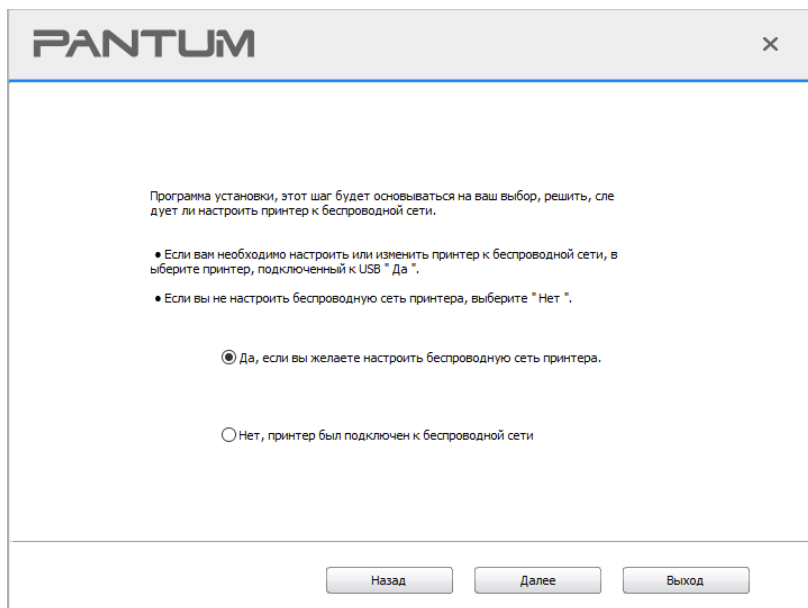 PANTUM
Программа установки, этот шаг будет основываться на ваш выбор, решить, сле
дует ли настроить принтер к беспроводной сети.
● Если вам необходимо настроить или изменить принтер к беспроводной сети, в
ыберите принтер, подключенный к USB " Да ".
● Если вы не настроить беспроводную сеть принтера, выберите " Нет ".
Да, если вы желаете настроить беспроводную сеть принтера.
Нет, принтер был подключен к беспроводной сети
Назад Далее Выход